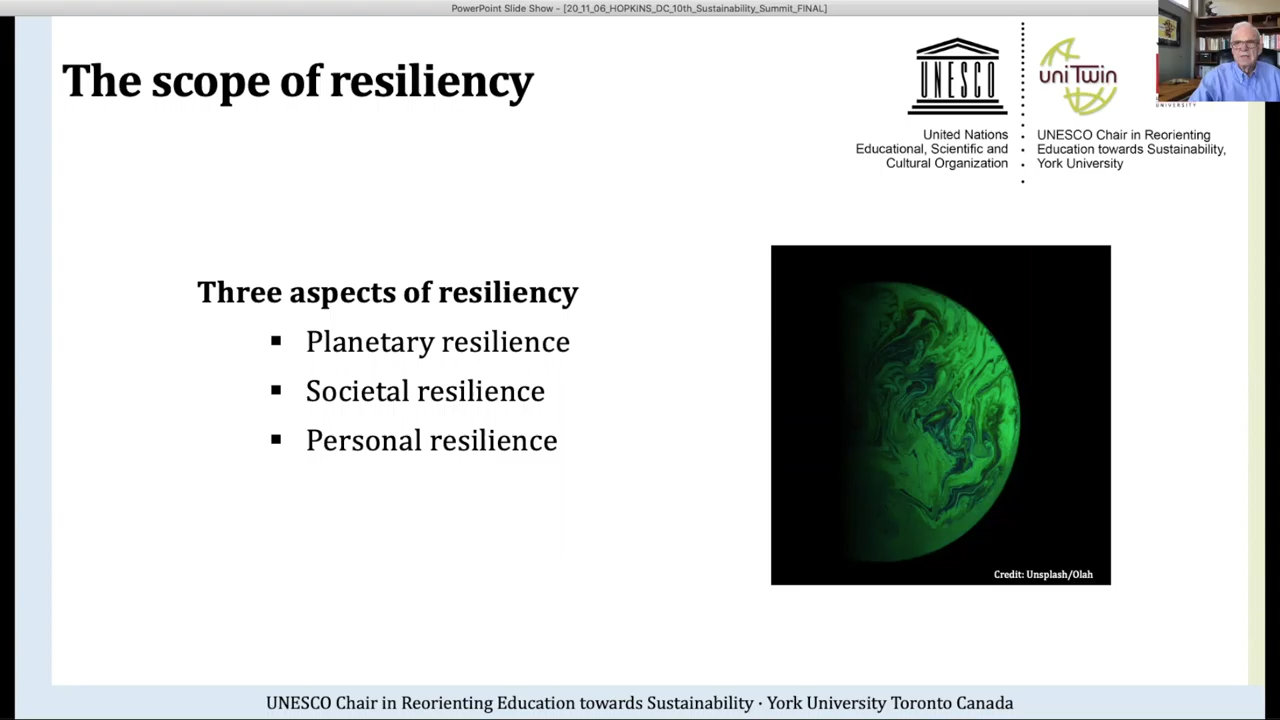 PowerPoint Slide Show - [20_11_06_HOPKINS_DC_10th_Sustainability_Summit_FINAL]
The scope of resiliency
UNESCO
United Nations
Educational, Scientific and
Cultural Organization
uniTwin
UNIVERSITY
UNESCO Chair in Reorienting
Education towards Sustainability,
York University
Three aspects of resiliency
▪ Planetary resilience
▪ Societal resilience
▪ Personal resilience
Credit: Unsplash/Olah
UNESCO Chair in Reorienting Education towards Sustainability · York University Toronto Canada